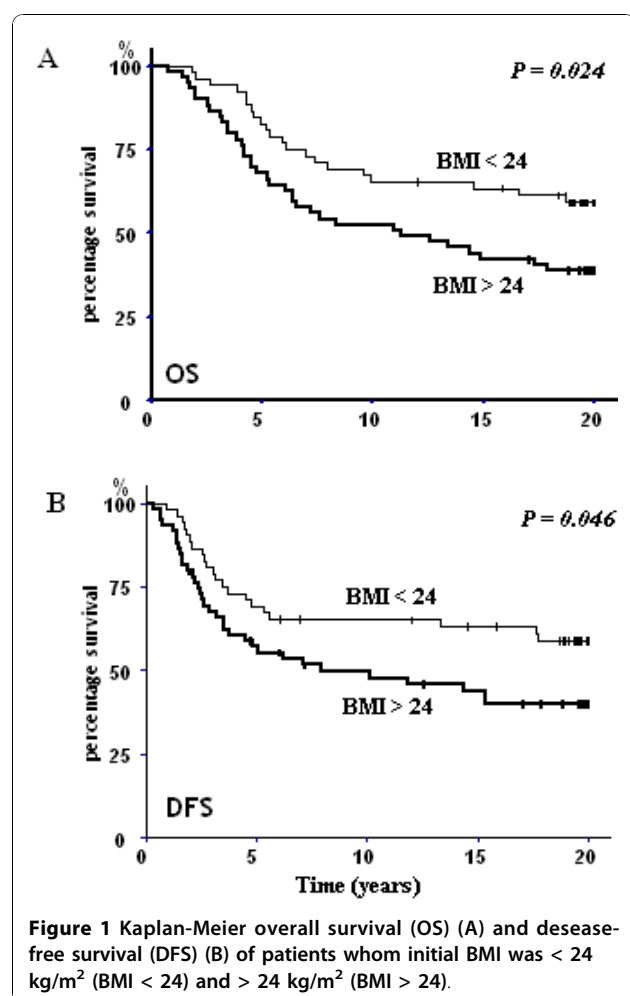 A
%
100
75
50
25
0
percentage survival
P = 0.024
BMI < 24
BMI > 24
OS
0 5 10 15 20
B
%
100
75
50
25
0
percentage survival
P = 0.046
BMI < 24
BMI > 24
DFS
0 5 10 15 20
Time (years)
Figure 1 Kaplan-Meier overall survival (OS) (A) and desease-
free survival (DFS) (B) of patients whom initial BMI was < 24
kg/m² (BMI < 24) and > 24 kg/m² (BMI > 24).